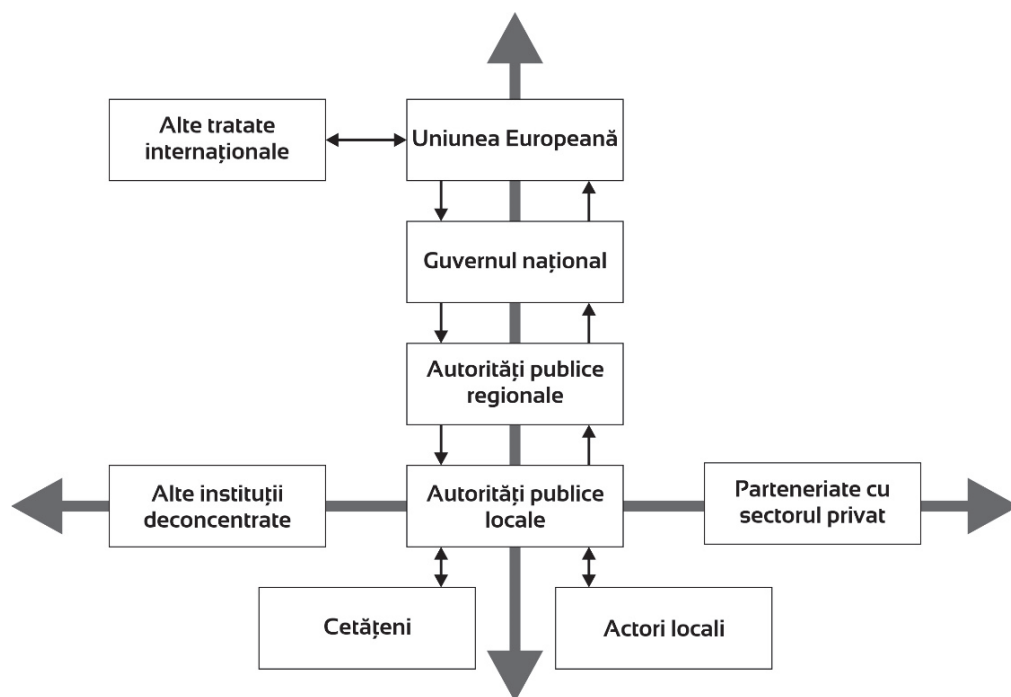 Alte tratate
internaționale
Uniunea Europeană
Guvernul național
Autorități publice
regionale
Alte instituții
deconcentrate
Autorități publice
locale
Parteneriate cu
sectorul privat
Cetățeni
Actori locali